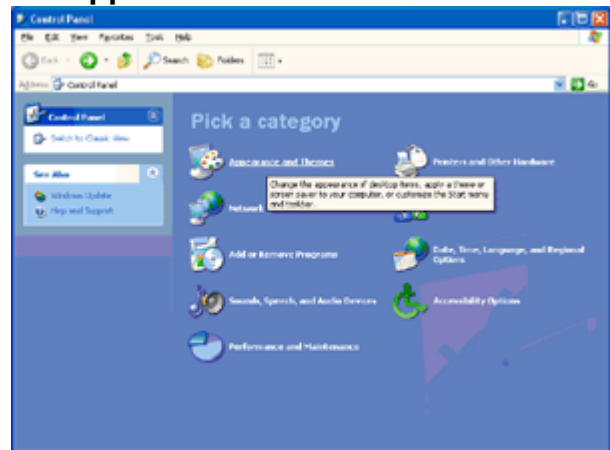 Control Panel
File Edit View Favorites Tools Help
Back Search Folders
Address Control Panel Go
Control Panel
Switch to Classic View
See Also
Windows Update
Help and Support
Pick a category
Appearance and Themes
Printers and Other Hardware
Change the appearance of desktop items, apply a theme or
screen saver to your computer, or customize the Start menu
and taskbar.
Network
Add or Remove Programs
Date, Time, Language, and Regional
Options
Sounds, Speech, and Audio Devices
Accessibility Options
Performance and Maintenance